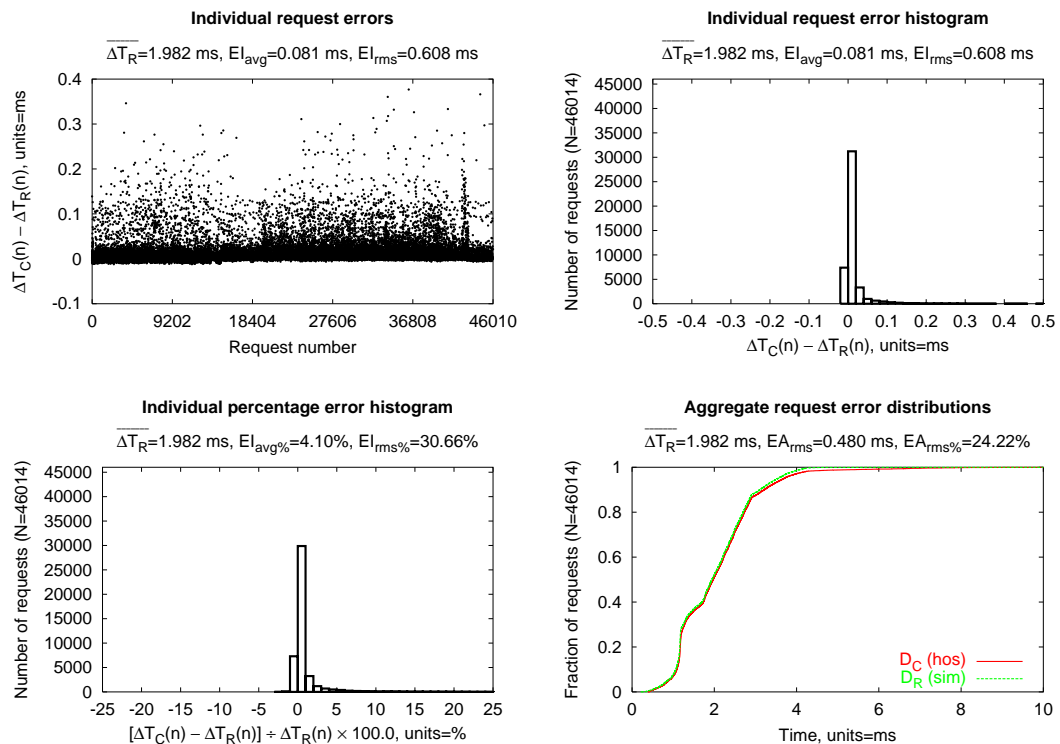 Individual request errors
ΔT_R=1.982 ms, EI_avg=0.081 ms, EI_rms=0.608 ms
ΔT_C(n) − ΔT_R(n), units=ms
0.4
0.3
0.2
0.1
0
-0.1
0 9202 18404 27606 36808 46010
Request number
Individual request error histogram
ΔT_R=1.982 ms, EI_avg=0.081 ms, EI_rms=0.608 ms
Number of requests (N=46014)
45000
40000
35000
30000
25000
20000
15000
10000
5000
0
-0.5 -0.4 -0.3 -0.2 -0.1 0 0.1 0.2 0.3 0.4 0.5
ΔT_C(n) − ΔT_R(n), units=ms
Individual percentage error histogram
ΔT_R=1.982 ms, EI_avg%=4.10%, EI_rms%=30.66%
Number of requests (N=46014)
45000
40000
35000
30000
25000
20000
15000
10000
5000
0
-25 -20 -15 -10 -5 0 5 10 15 20 25
[ΔT_C(n) − ΔT_R(n)] ÷ ΔT_R(n) × 100.0, units=%
Aggregate request error distributions
ΔT_R=1.982 ms, EA_rms=0.480 ms, EA_rms%=24.22%
Fraction of requests (N=46014)
1
0.8
0.6
0.4
0.2
0
D_C (hos)
D_R (sim)
0 2 4 6 8 10
Time, units=ms